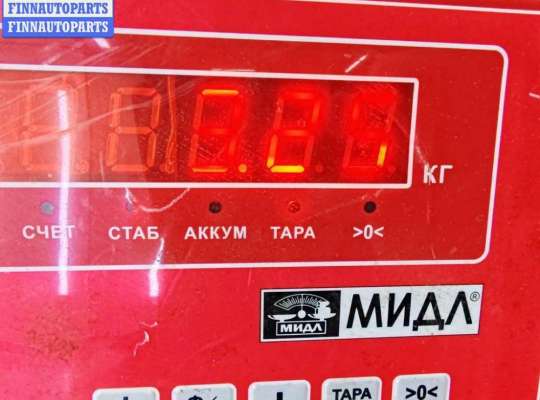 FINNAUTOPARTS
FINNAUTOPARTS
КГ
СЧЕТ СТАБ АККУМ ТАРА >0<
МИДЛ МИДЛ®
ТАРА >0<